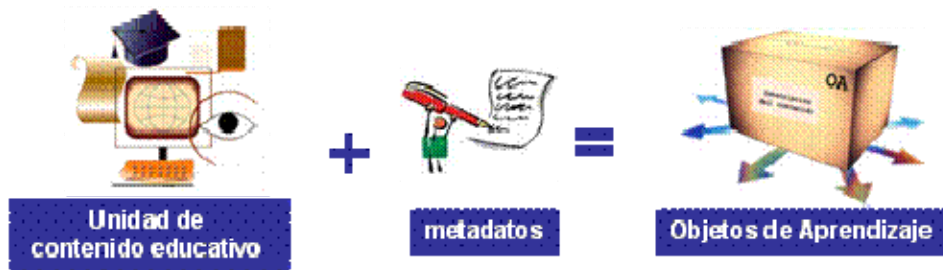 OA
+
=
Unidad de
contenido educativo
metadatos
Objetos de Aprendizaje